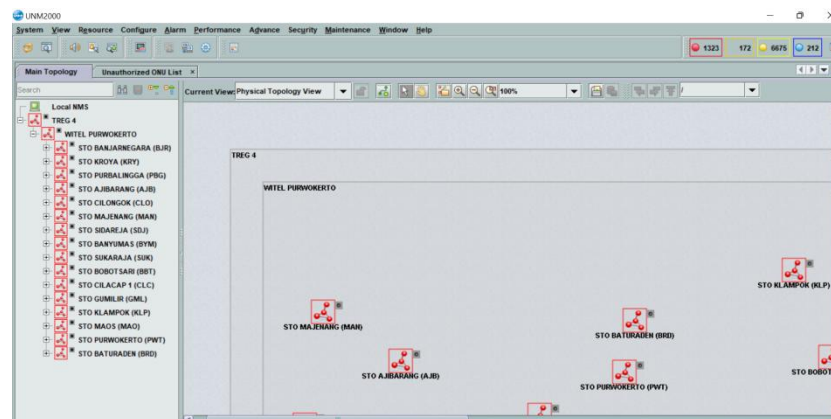 UNM2000
System View Resource Configure Alarm Performance Advance Security Maintenance Window Help
1323 172 6675 212
Main Topology Unauthorized ONU List ×
Search
Current View: Physical Topology View 100% /
Local NMS
TREG 4
WITEL PURWOKERTO
STO BANJARNEGARA (BJR)
STO KROYA (KRY)
STO PURBALINGGA (PBG)
STO AJIBARANG (AJB)
STO CILONGOK (CLO)
STO MAJENANG (MAN)
STO SIDAREJA (SDJ)
STO BANYUMAS (BYM)
STO SUKARAJA (SUK)
STO BOBOTSARI (BBT)
STO CILACAP 1 (CLC)
STO GUMILIR (GML)
STO KLAMPOK (KLP)
STO MAOS (MAO)
STO PURWOKERTO (PWT)
STO BATURADEN (BRD)
TREG 4
WITEL PURWOKERTO
STO KLAMPOK (KLP)
STO MAJENANG (MAN)
STO BATURADEN (BRD)
STO AJIBARANG (AJB)
STO BOBOT
STO PURWOKERTO (PWT)